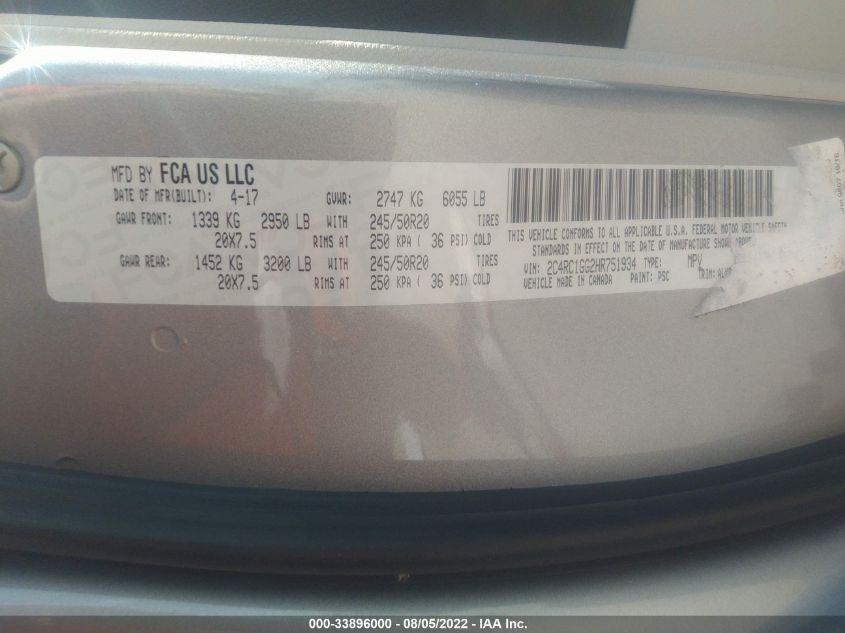 MFD BY FCA US LLC
DATE OF MFR(BUILT): 4-17 GVWR: 2747 KG 6055 LB
GAWR FRONT: 1339 KG 2950 LB WITH 245/50R20 TIRES
20X7.5 RIMS AT 250 KPA ( 36 PSI) COLD
GAWR REAR: 1452 KG 3200 LB WITH 245/50R20
20X7.5 RIMS AT 250 KPA ( 36 PSI) COLD
THIS VEHICLE CONFORMS TO ALL APPLICABLE U.S.A. FEDERAL MOTOR VEHICLE SAFETY
STANDARDS IN EFFECT ON THE DATE OF MANUFACTURE SHOWN ABOVE
VIN: 2C4RC1GG2HR751934 TYPE: MPV
VEHICLE MADE IN CANADA PAINT: PSC TRIM:
000-33896000 - 08/05/2022 - IAA Inc.